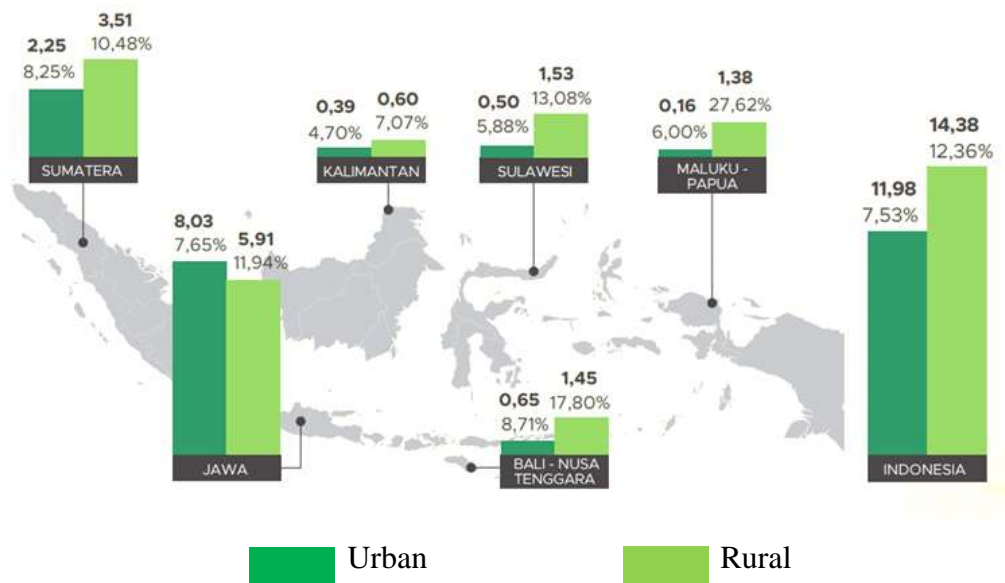 2,25
8,25%
3,51
10,48%
SUMATERA
0,39
4,70%
0,60
7,07%
KALIMANTAN
0,50
5,88%
1,53
13,08%
SULAWESI
0,16
6,00%
1,38
27,62%
MALUKU -
PAPUA
14,38
12,36%
11,98
7,53%
INDONESIA
8,03
7,65%
5,91
11,94%
JAWA
0,65
8,71%
1,45
17,80%
BALI - NUSA
TENGGARA
Urban
Rural